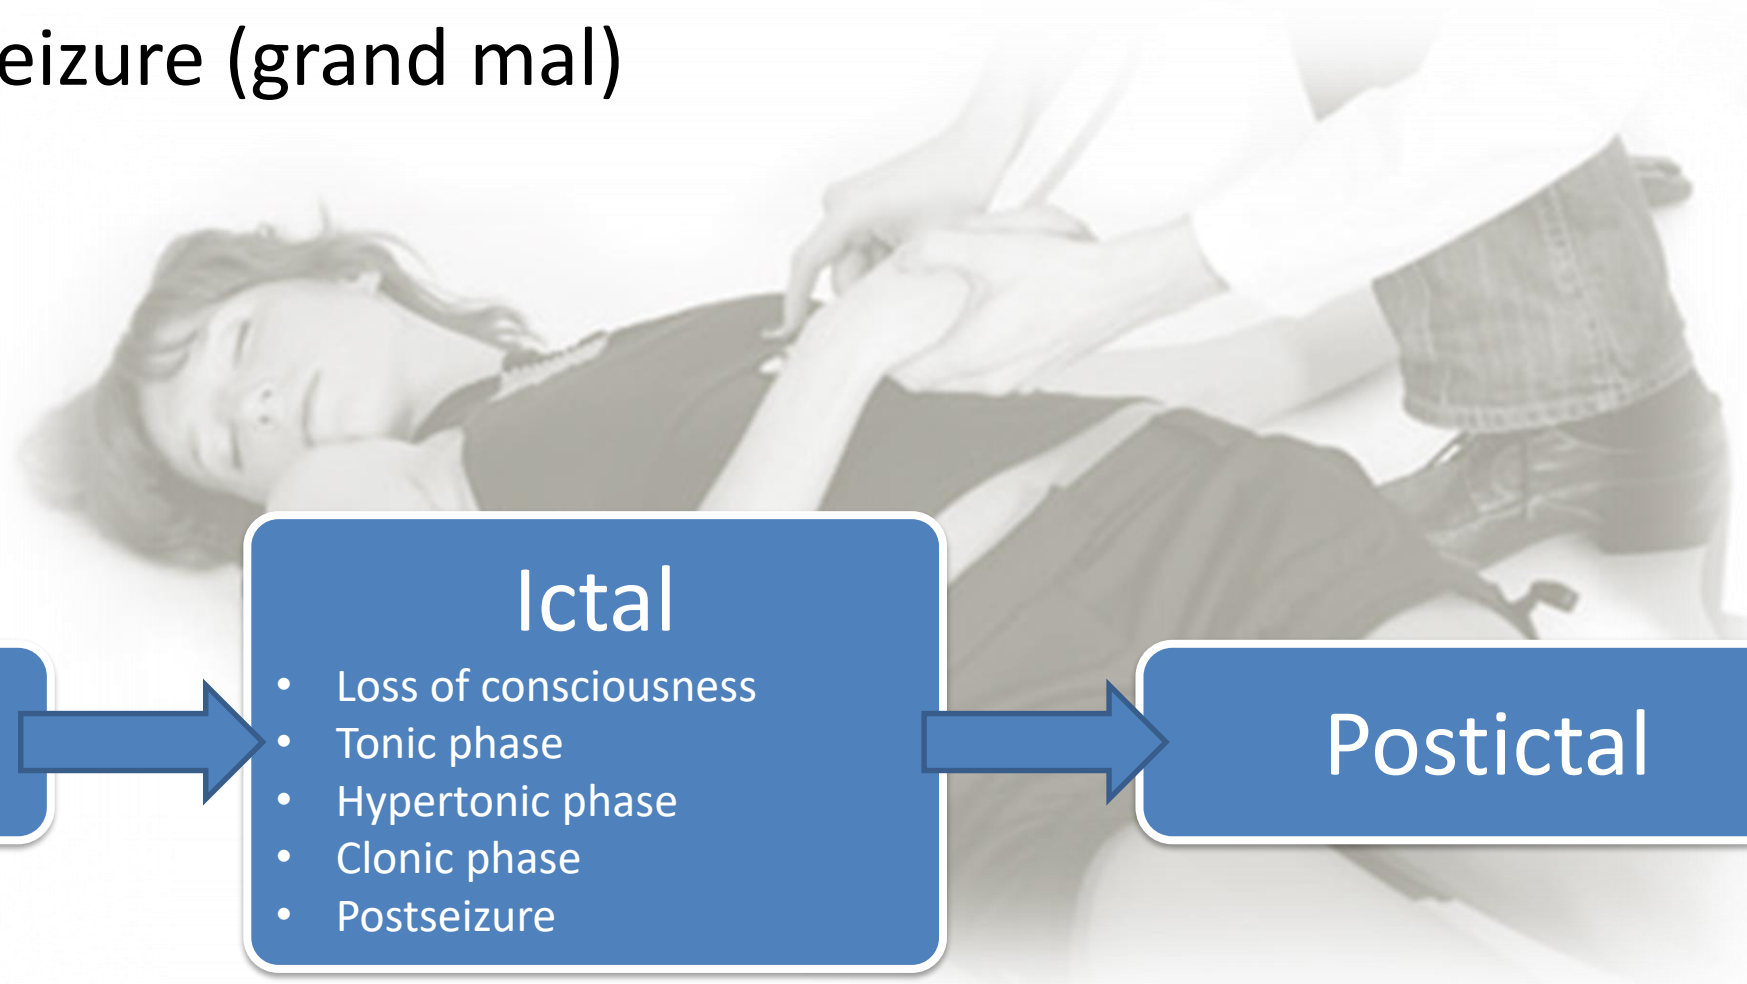 eizure (grand mal)
Ictal
• Loss of consciousness
• Tonic phase
• Hypertonic phase
• Clonic phase
• Postseizure
Postictal